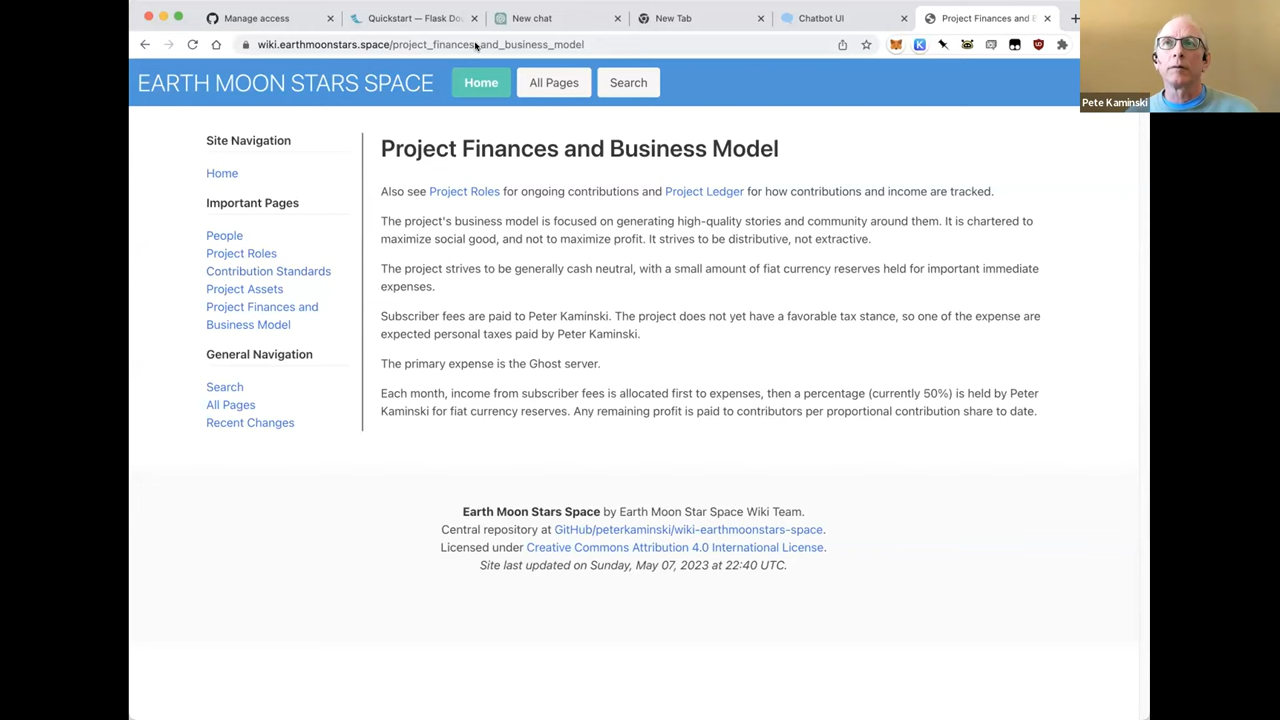 Manage access
Quickstart — Flask Do
New chat
New Tab
Chatbot UI
Project Finances and E
wiki.earthmoonstars.space/project_finances_and_business_model
EARTH MOON STARS SPACE
Home
All Pages
Search
Pete Kaminski
Site Navigation
Home
Important Pages
People
Project Roles
Contribution Standards
Project Assets
Project Finances and
Business Model
General Navigation
Search
All Pages
Recent Changes
Project Finances and Business Model
Also see Project Roles for ongoing contributions and Project Ledger for how contributions and income are tracked.
The project's business model is focused on generating high-quality stories and community around them. It is chartered to
maximize social good, and not to maximize profit. It strives to be distributive, not extractive.
The project strives to be generally cash neutral, with a small amount of fiat currency reserves held for important immediate
expenses.
Subscriber fees are paid to Peter Kaminski. The project does not yet have a favorable tax stance, so one of the expense are
expected personal taxes paid by Peter Kaminski.
The primary expense is the Ghost server.
Each month, income from subscriber fees is allocated first to expenses, then a percentage (currently 50%) is held by Peter
Kaminski for fiat currency reserves. Any remaining profit is paid to contributors per proportional contribution share to date.
Earth Moon Stars Space by Earth Moon Star Space Wiki Team.
Central repository at GitHub/peterkaminski/wiki-earthmoonstars-space.
Licensed under Creative Commons Attribution 4.0 International License.
Site last updated on Sunday, May 07, 2023 at 22:40 UTC.